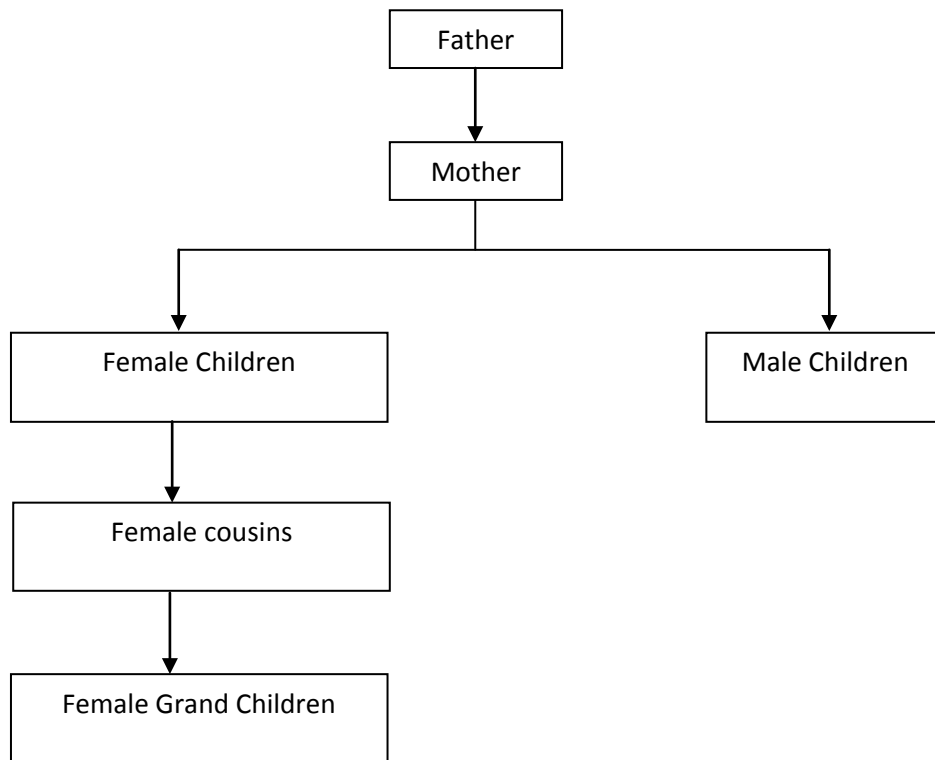 Father
Mother
Female Children
Male Children
Female cousins
Female Grand Children